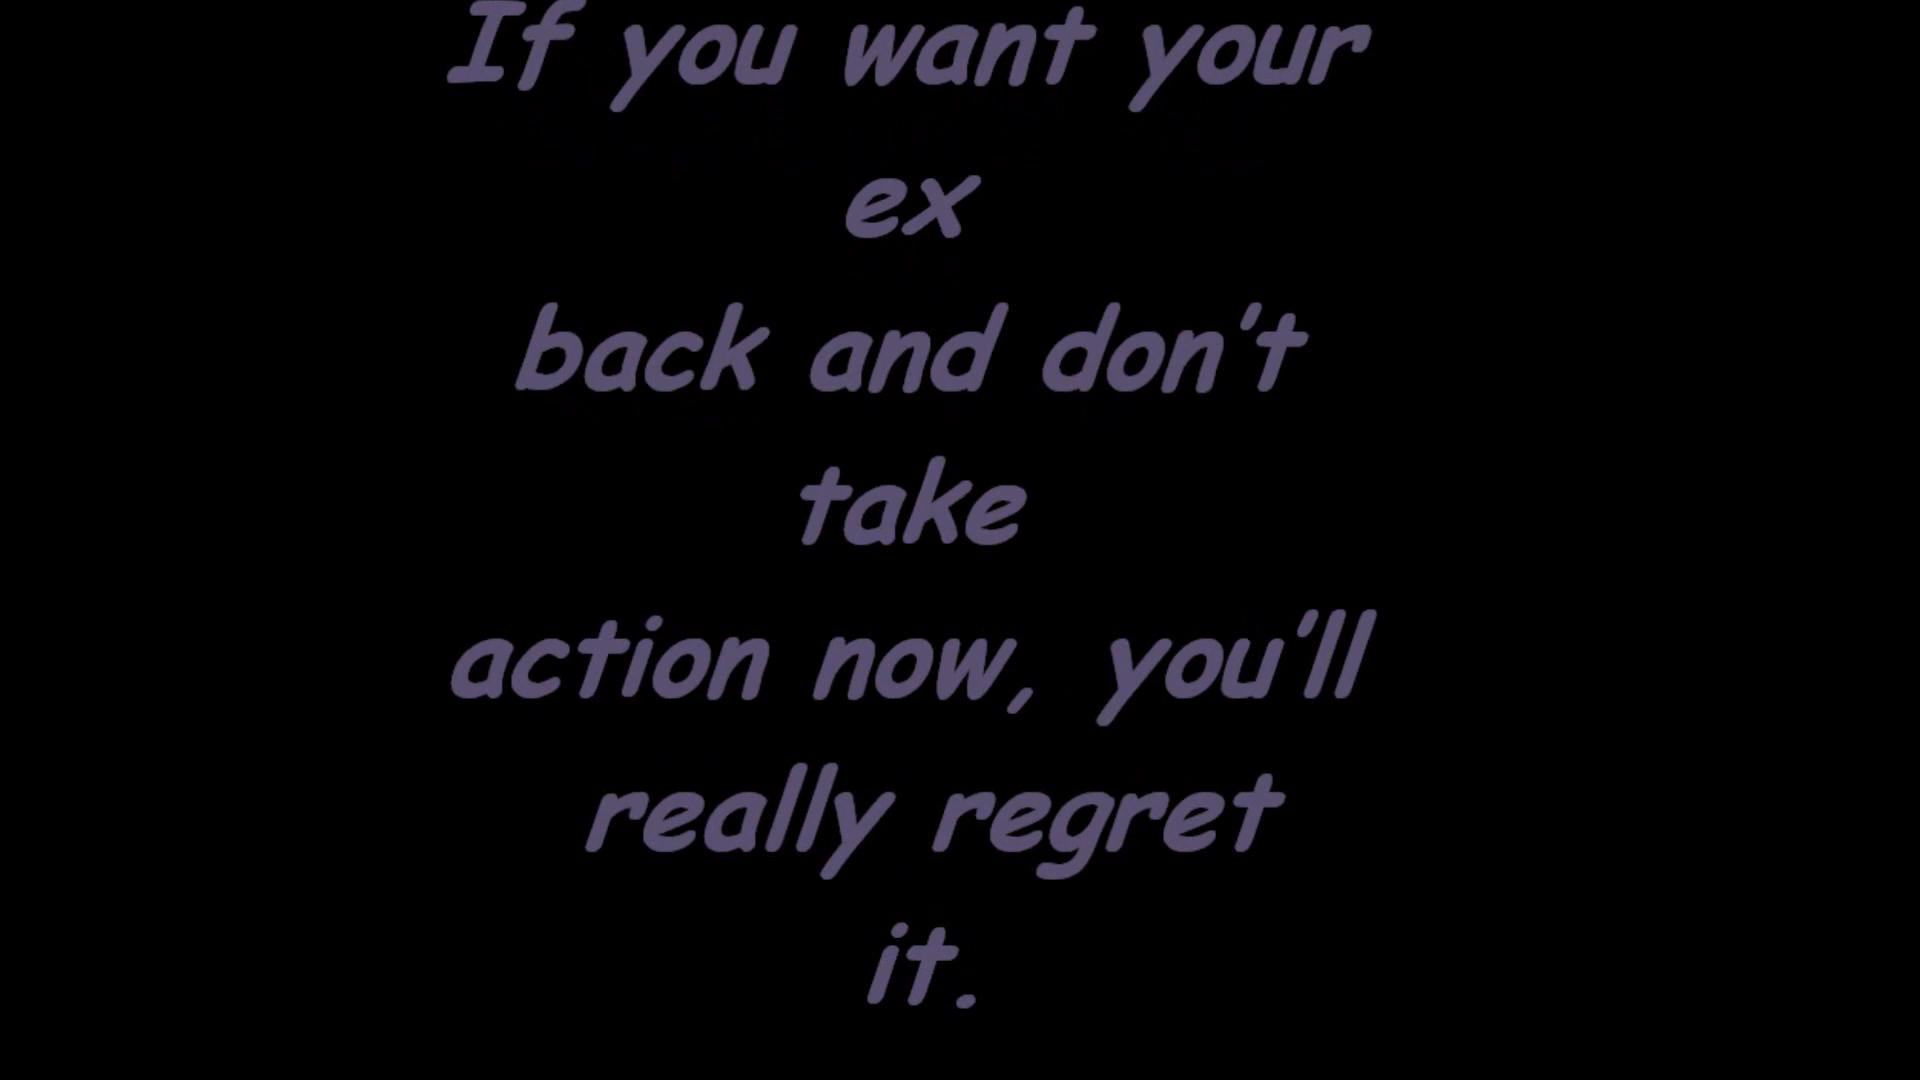 If you want your
ex
back and don't
take
action now, you'll
really regret
it.